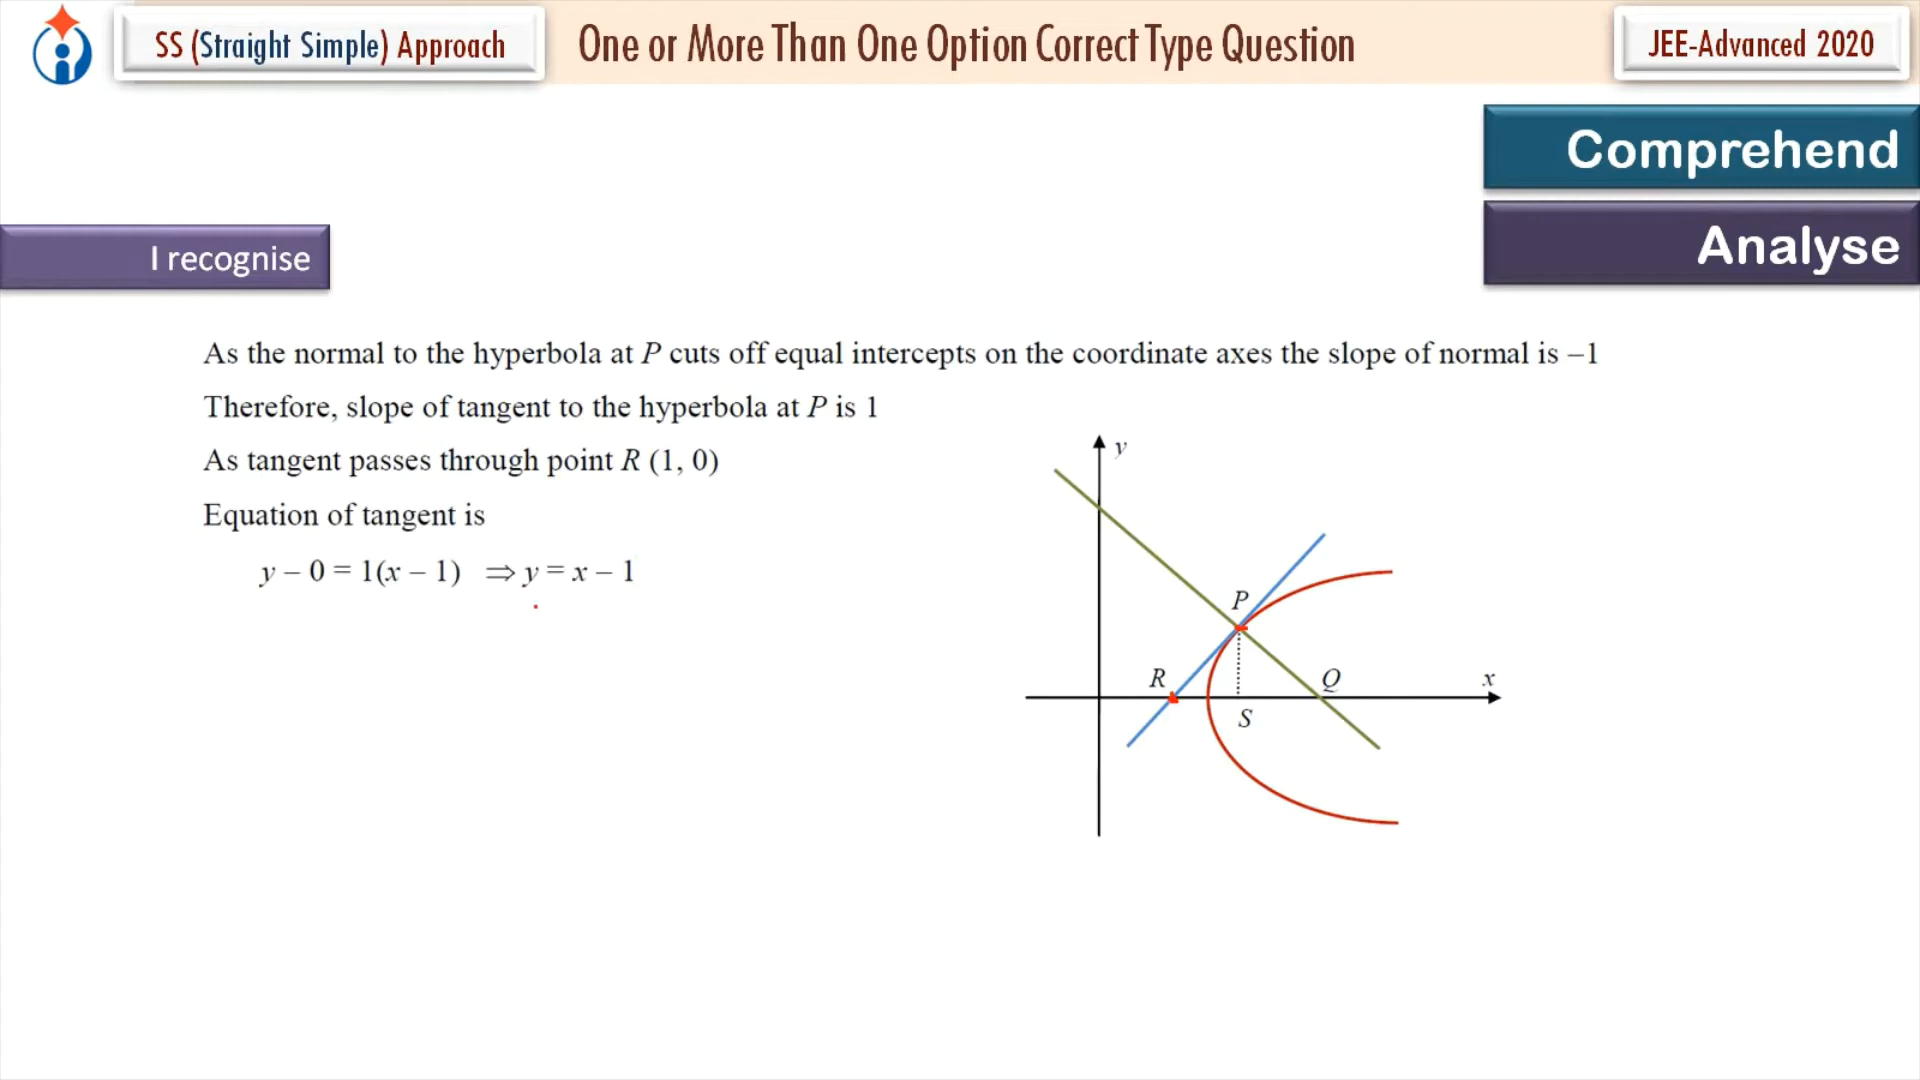 SS (Straight Simple) Approach
One or More Than One Option Correct Type Question
JEE-Advanced 2020
Comprehend
Analyse
I recognise
As the normal to the hyperbola at P cuts off equal intercepts on the coordinate axes the slope of normal is –1
Therefore, slope of tangent to the hyperbola at P is 1
As tangent passes through point R (1, 0)
Equation of tangent is
y – 0 = 1(x – 1) ⇒ y = x – 1
y
P
R
Q
x
S